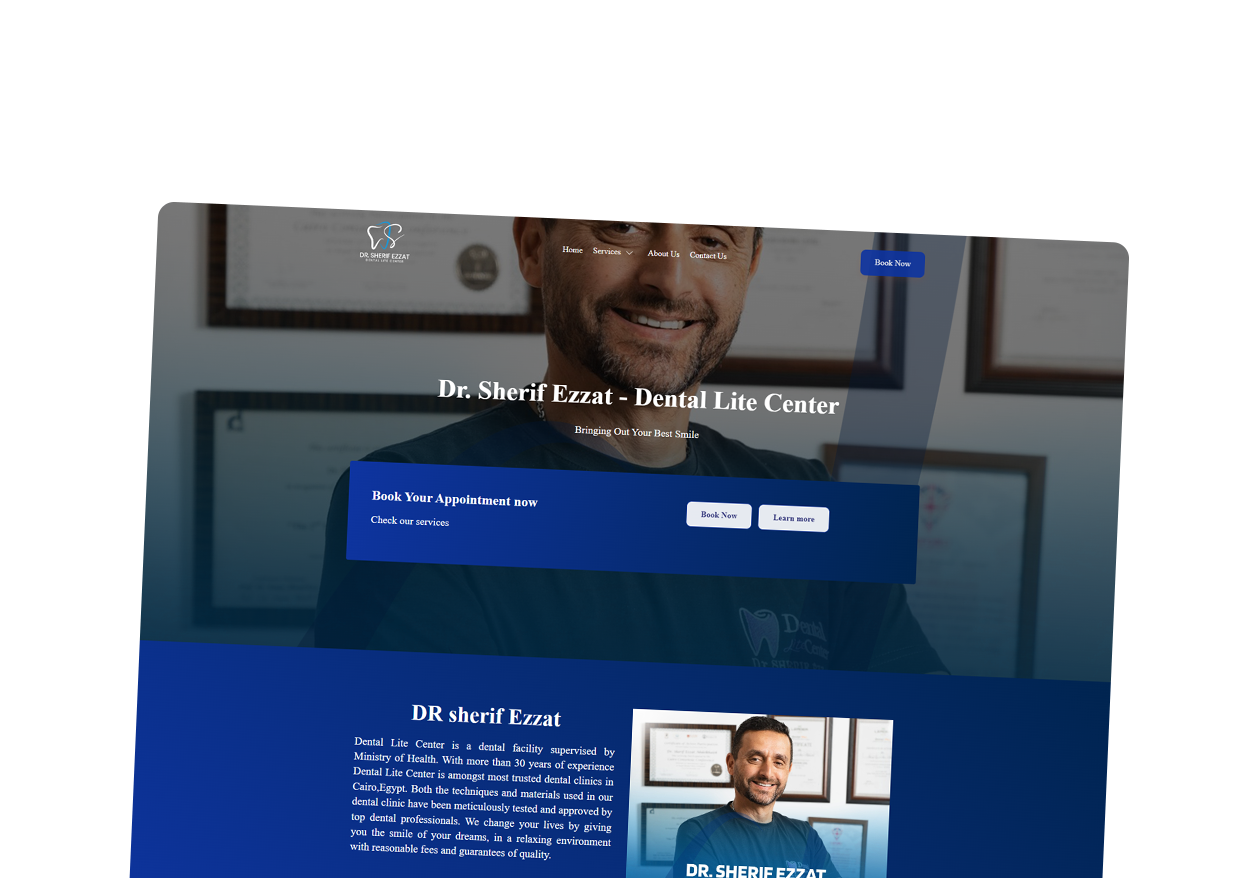 DR. SHERIF EZZAT
DENTAL LITE CENTER
Home Services About Us Contact Us
Book Now
Dr. Sherif Ezzat - Dental Lite Center
Bringing Out Your Best Smile
Book Your Appointment now
Check our services
Book Now
Learn more
Dental
Center
DR sherif Ezzat
Dental Lite Center is a dental facility supervised by
Ministry of Health. With more than 30 years of experience
Dental Lite Center is amongst most trusted dental clinics in
Cairo,Egypt. Both the techniques and materials used in our
dental clinic have been meticulously tested and approved by
top dental professionals. We change your lives by giving
you the smile of your dreams, in a relaxing environment
with reasonable fees and guarantees of quality.
DR. SHERIF EZZAT